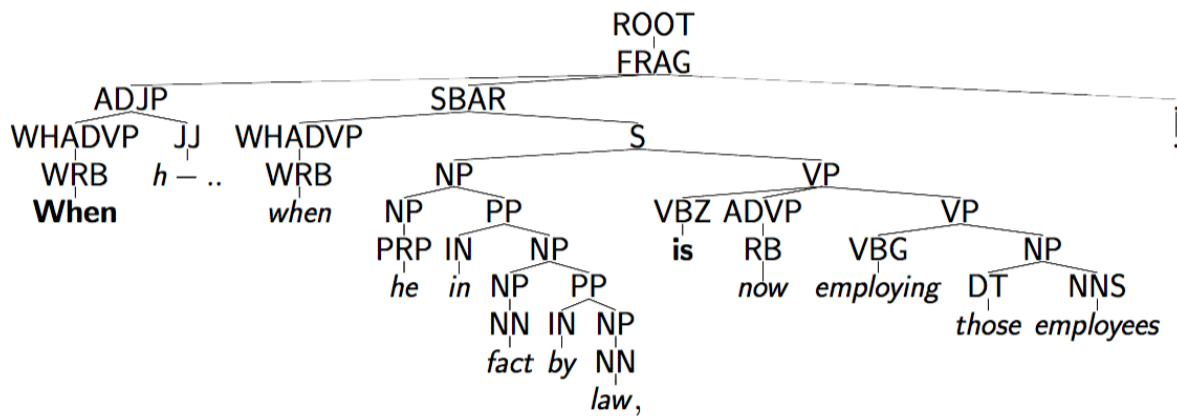 ROOT
FRAG
ADJP SBAR
WHADVP JJ WHADVP S
WRB h – .. WRB NP VP
When when NP PP VBZ ADVP VP
PRP IN NP is RB VBG NP
he in NP PP now employing DT NNS
NN IN NP those employees
fact by NN
law,